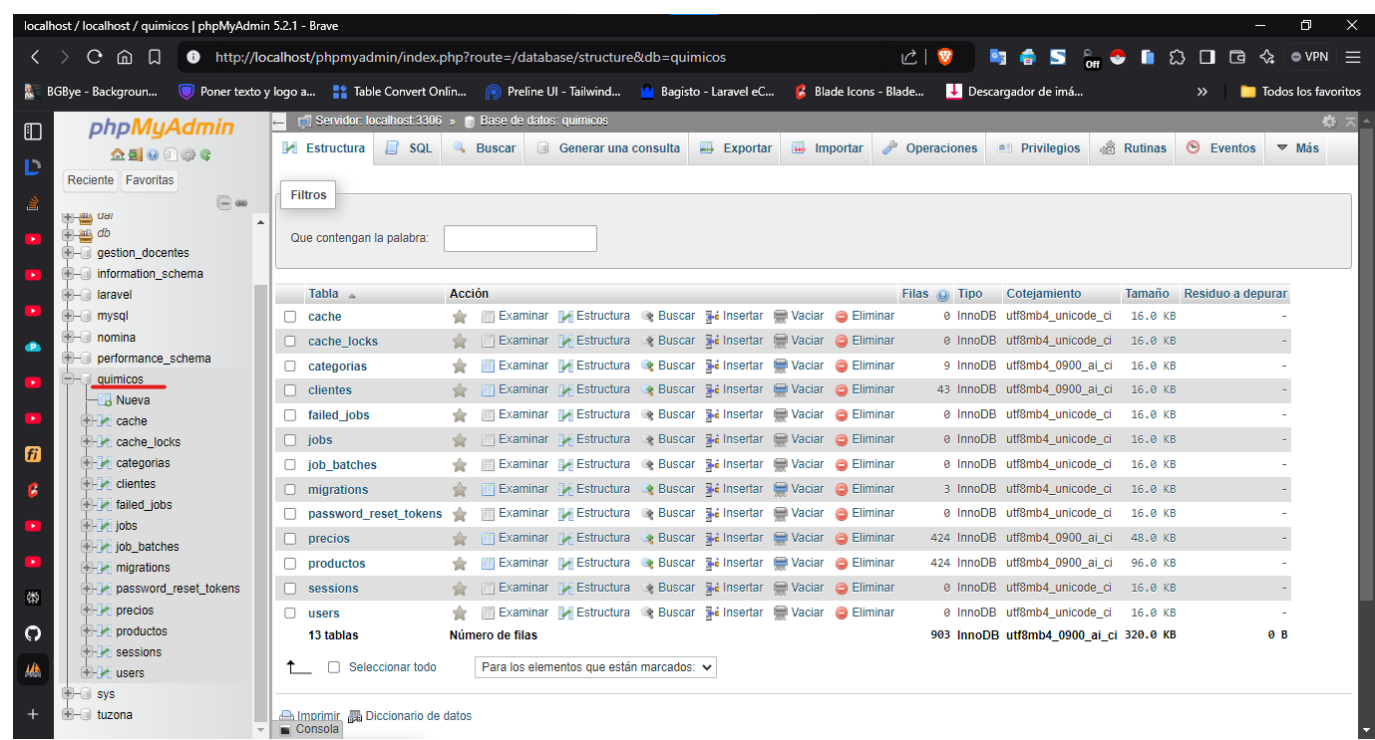 localhost / localhost / quimicos | phpMyAdmin 5.2.1 - Brave
http://localhost/phpmyadmin/index.php?route=/database/structure&db=quimicos
Off
VPN
BGBye - Backgroun...
Poner texto y logo a...
Table Convert Onlin...
Preline UI - Tailwind...
Bagisto - Laravel eC...
Blade Icons - Blade...
Descargador de imá...
»
Todos los favoritos
phpMyAdmin
Reciente
Favoritas
db
gestion_docentes
information_schema
laravel
mysql
nomina
performance_schema
quimicos
Nueva
cache
cache_locks
categorias
clientes
failed_jobs
jobs
job_batches
migrations
password_reset_tokens
precios
productos
sessions
users
sys
tuzona
Servidor: localhost:3306 » Base de datos: quimicos
Estructura SQL Buscar Generar una consulta Exportar Importar Operaciones Privilegios Rutinas Eventos Más
Filtros
Que contengan la palabra:
Tabla Acción Filas Tipo Cotejamiento Tamaño Residuo a depurar
cache Examinar Estructura Buscar Insertar Vaciar Eliminar 0 InnoDB utf8mb4_unicode_ci 16.0 KB -
cache_locks Examinar Estructura Buscar Insertar Vaciar Eliminar 0 InnoDB utf8mb4_unicode_ci 16.0 KB -
categorias Examinar Estructura Buscar Insertar Vaciar Eliminar 9 InnoDB utf8mb4_0900_ai_ci 16.0 KB -
clientes Examinar Estructura Buscar Insertar Vaciar Eliminar 43 InnoDB utf8mb4_0900_ai_ci 16.0 KB -
failed_jobs Examinar Estructura Buscar Insertar Vaciar Eliminar 0 InnoDB utf8mb4_unicode_ci 16.0 KB -
jobs Examinar Estructura Buscar Insertar Vaciar Eliminar 0 InnoDB utf8mb4_unicode_ci 16.0 KB -
job_batches Examinar Estructura Buscar Insertar Vaciar Eliminar 0 InnoDB utf8mb4_unicode_ci 16.0 KB -
migrations Examinar Estructura Buscar Insertar Vaciar Eliminar 3 InnoDB utf8mb4_unicode_ci 16.0 KB -
password_reset_tokens Examinar Estructura Buscar Insertar Vaciar Eliminar 0 InnoDB utf8mb4_unicode_ci 16.0 KB -
precios Examinar Estructura Buscar Insertar Vaciar Eliminar 424 InnoDB utf8mb4_0900_ai_ci 48.0 KB -
productos Examinar Estructura Buscar Insertar Vaciar Eliminar 424 InnoDB utf8mb4_0900_ai_ci 96.0 KB -
sessions Examinar Estructura Buscar Insertar Vaciar Eliminar 0 InnoDB utf8mb4_unicode_ci 16.0 KB -
users Examinar Estructura Buscar Insertar Vaciar Eliminar 0 InnoDB utf8mb4_unicode_ci 16.0 KB -
13 tablas Número de filas 903 InnoDB utf8mb4_0900_ai_ci 320.0 KB 0 B
Seleccionar todo
Para los elementos que están marcados:
Imprimir Diccionario de datos
Consola